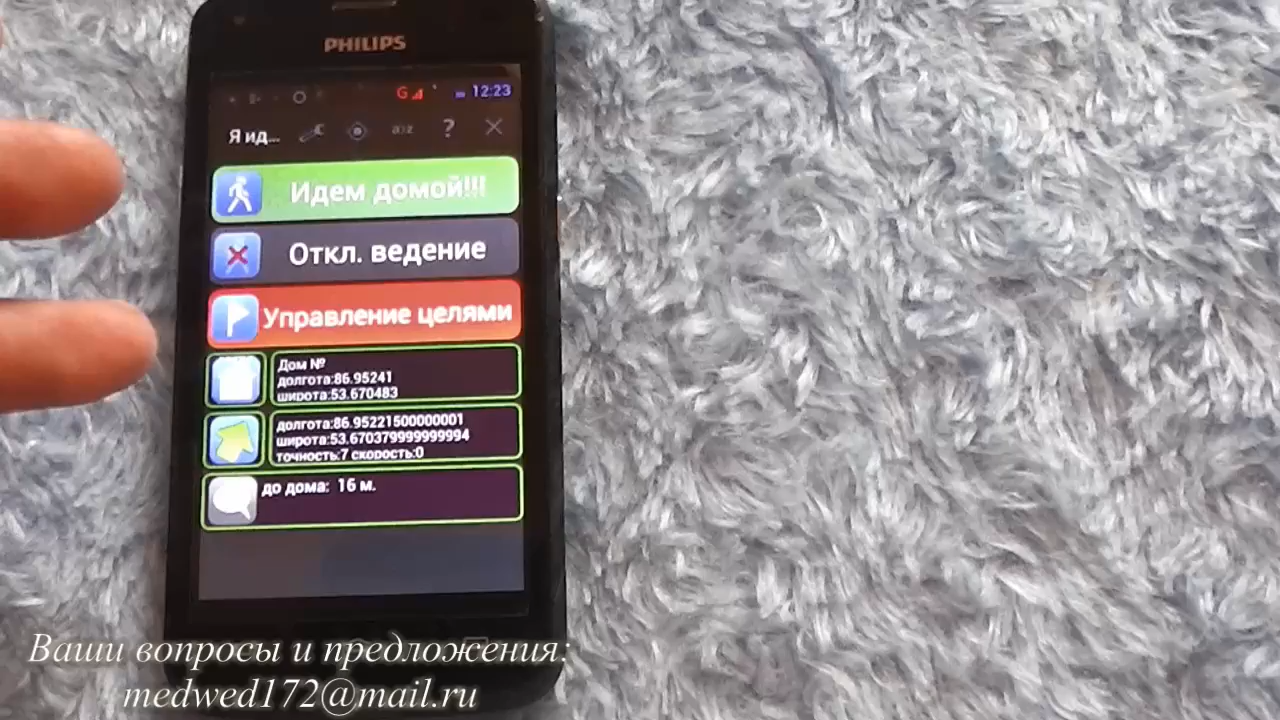 PHILIPS
G 12:23
Я ид... a↕z ? ×
Идем домой!!!
Откл. ведение
Управление целями
Дом №
долгота:86.95241
широта:53.670483
долгота:86.95221500000001
широта:53.670379999999994
точность:7 скорость:0
до дома: 16 м.
Ваши вопросы и предложения:
medwed172@mail.ru